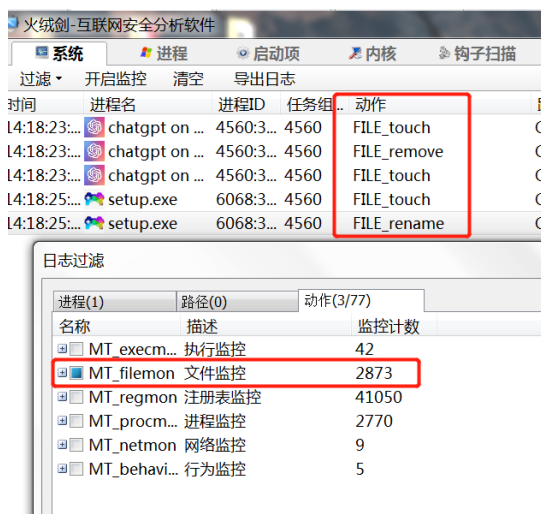 火绒剑-互联网安全分析软件
系统 进程 启动项 内核 钩子扫描
过滤 开启监控 清空 导出日志
时间 进程名 进程ID 任务组... 动作
14:18:23:... chatgpt on ... 4560:3... 4560 FILE_touch
14:18:23:... chatgpt on ... 4560:3... 4560 FILE_remove
14:18:23:... chatgpt on ... 4560:3... 4560 FILE_touch
14:18:25:... setup.exe 6068:3... 4560 FILE_touch
14:18:25:... setup.exe 6068:3... 4560 FILE_rename
日志过滤
进程(1) 路径(0) 动作(3/77)
名称 描述 监控计数
MT_execm... 执行监控 42
MT_filemon 文件监控 2873
MT_regmon 注册表监控 41050
MT_procm... 进程监控 2770
MT_netmon 网络监控 9
MT_behavi... 行为监控 5